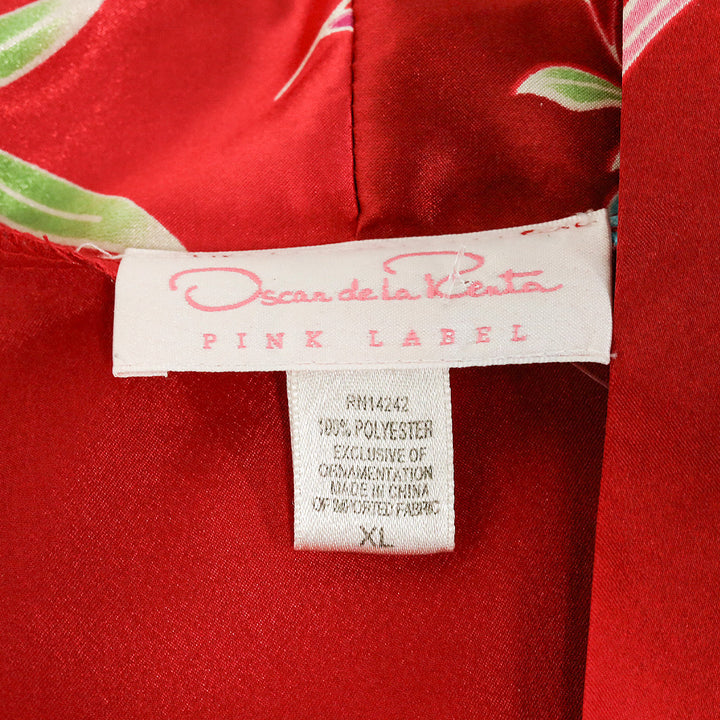 Oscar de la Renta
PINK LABEL
RN14242
100% POLYESTER
EXCLUSIVE OF
ORNAMENTATION
MADE IN CHINA
OF IMPORTED FABRIC
XL